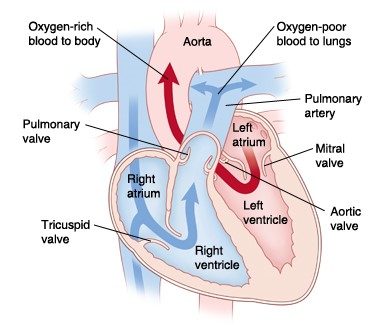 Oxygen-rich
blood to body
Aorta
Oxygen-poor
blood to lungs
Pulmonary
artery
Pulmonary
valve
Left
atrium
Mitral
valve
Right
atrium
Left
ventricle
Aortic
valve
Tricuspid
valve
Right
ventricle